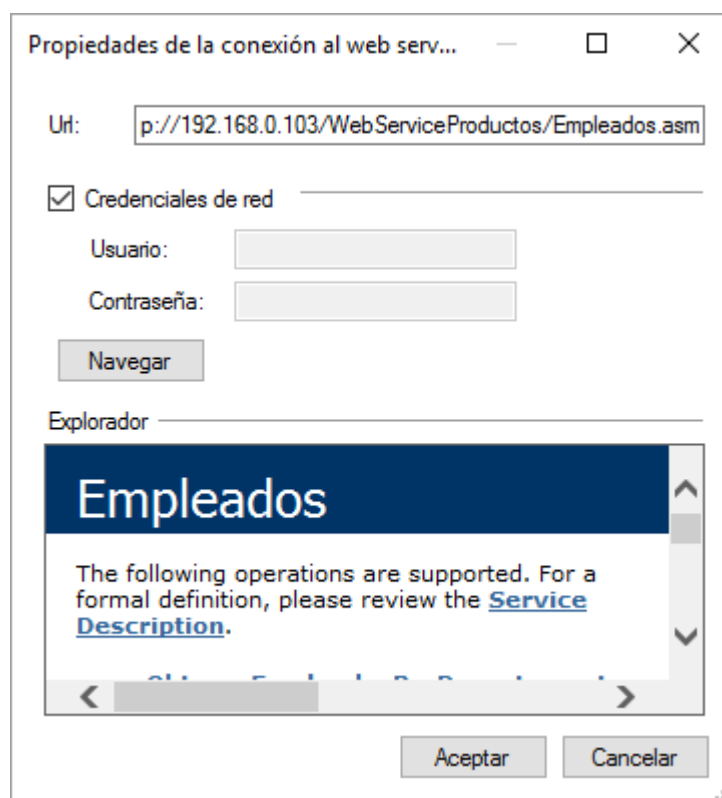 Propiedades de la conexión al web serv...
Url:
p://192.168.0.103/WebServiceProductos/Empleados.asm
Credenciales de red
Usuario:
Contraseña:
Navegar
Explorador
Empleados
The following operations are supported. For a
formal definition, please review the Service
Description.
Aceptar
Cancelar